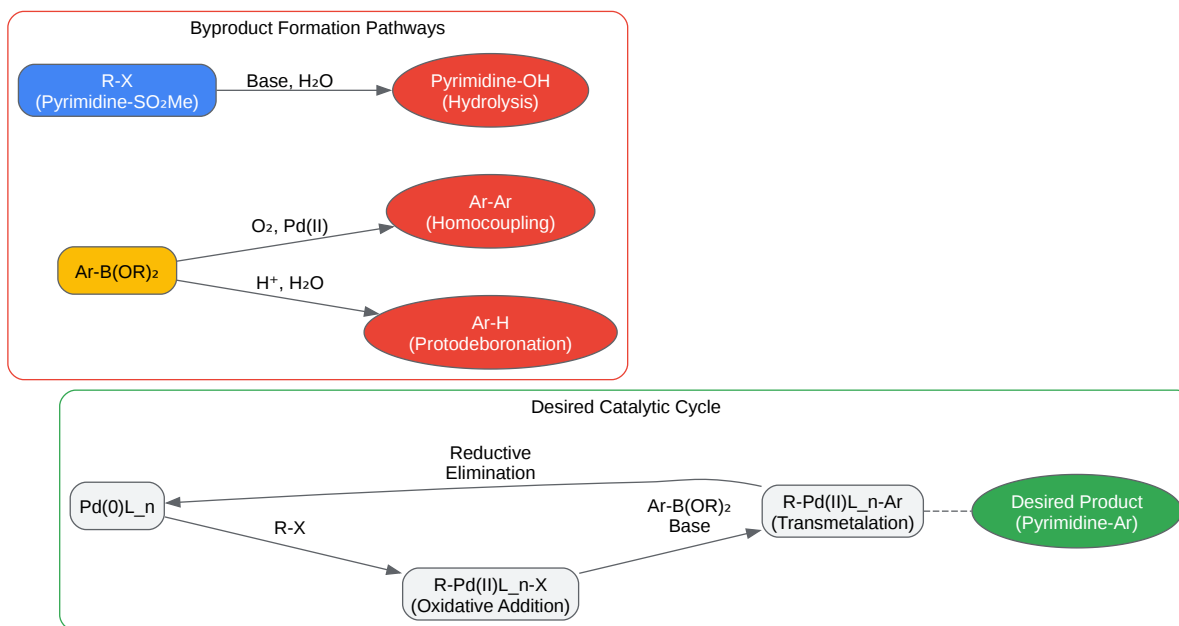 Byproduct Formation Pathways
R-X
(Pyrimidine-SO₂Me)
Base, H₂O
Pyrimidine-OH
(Hydrolysis)
Ar-B(OR)₂
O₂, Pd(II)
Ar-Ar
(Homocoupling)
H⁺, H₂O
Ar-H
(Protodeboronation)
Desired Catalytic Cycle
Pd(0)L_n
Reductive
Elimination
R-X
R-Pd(II)L_n-X
(Oxidative Addition)
Ar-B(OR)₂
Base
R-Pd(II)L_n-Ar
(Transmetalation)
Desired Product
(Pyrimidine-Ar)